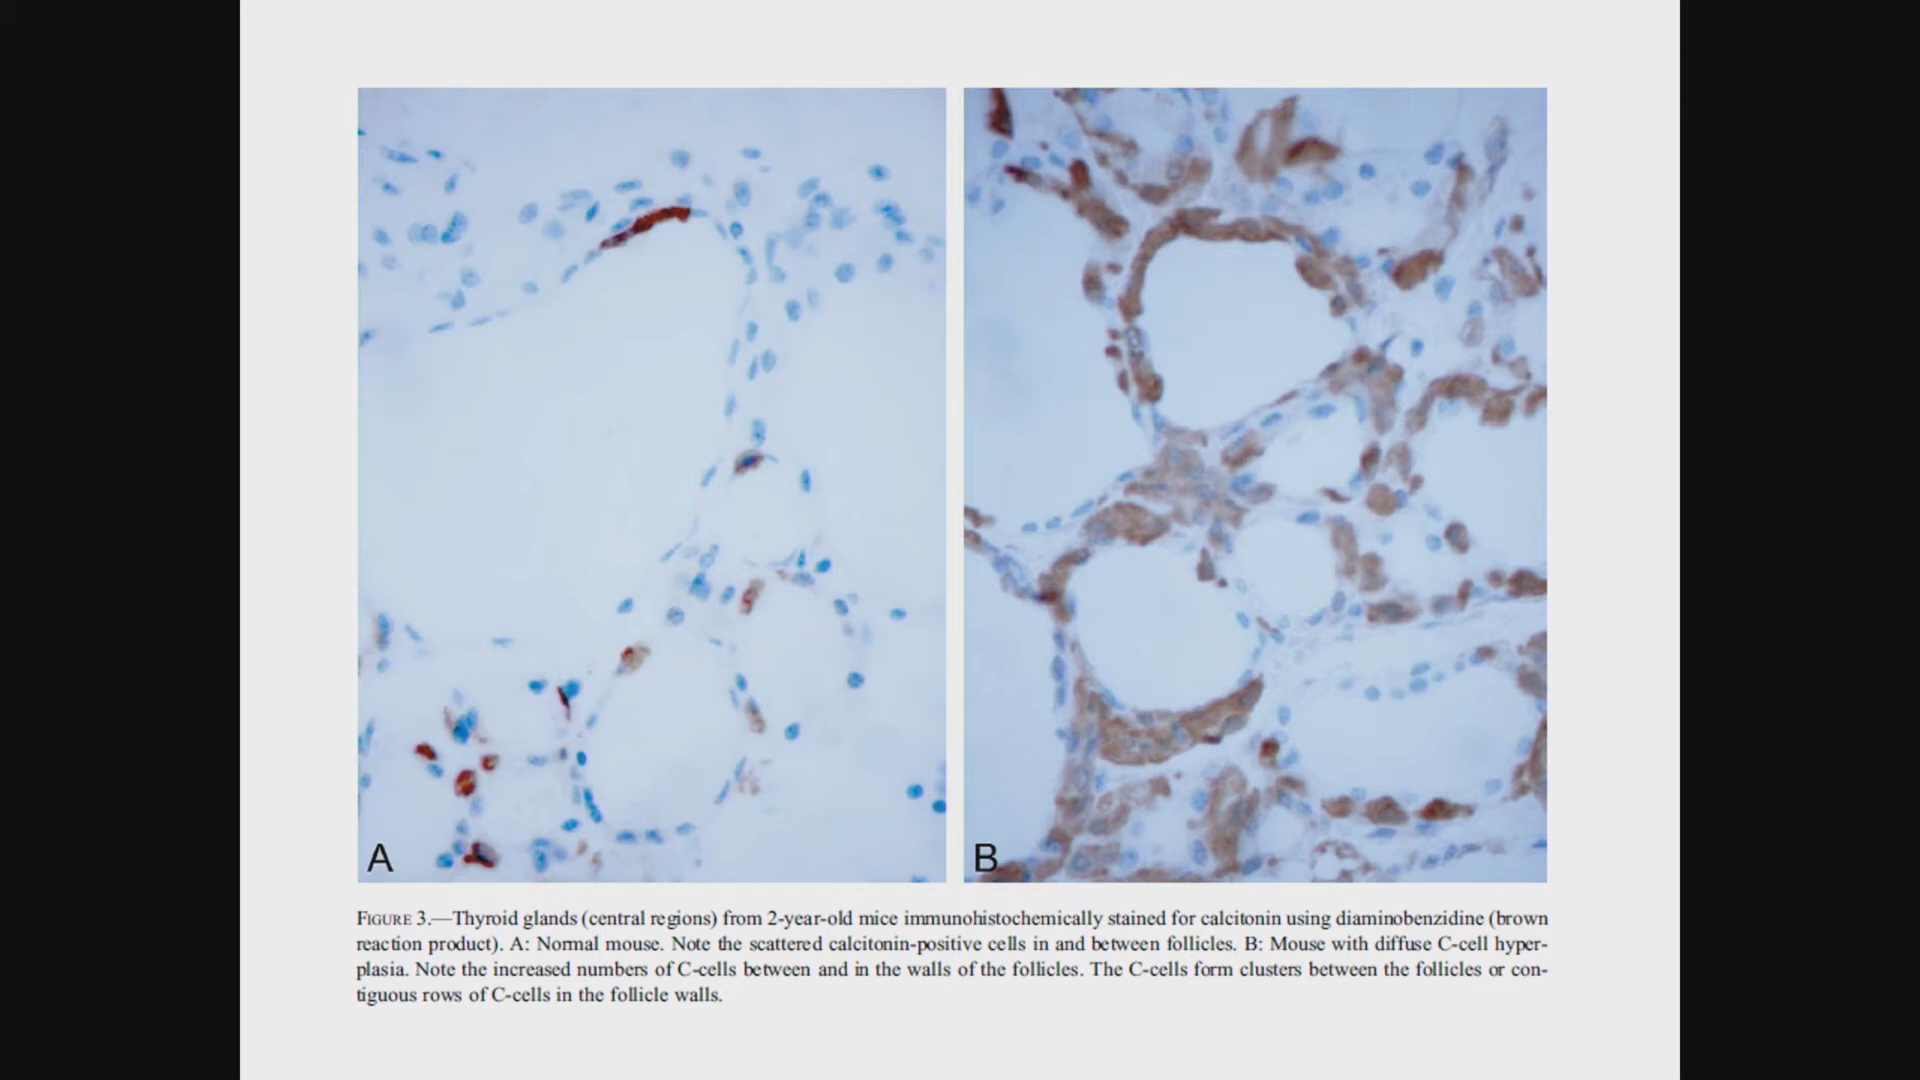 A
B
FIGURE 3.—Thyroid glands (central regions) from 2-year-old mice immunohistochemically stained for calcitonin using diaminobenzidine (brown
reaction product). A: Normal mouse. Note the scattered calcitonin-positive cells in and between follicles. B: Mouse with diffuse C-cell hyper-
plasia. Note the increased numbers of C-cells between and in the walls of the follicles. The C-cells form clusters between the follicles or con-
tiguous rows of C-cells in the follicle walls.